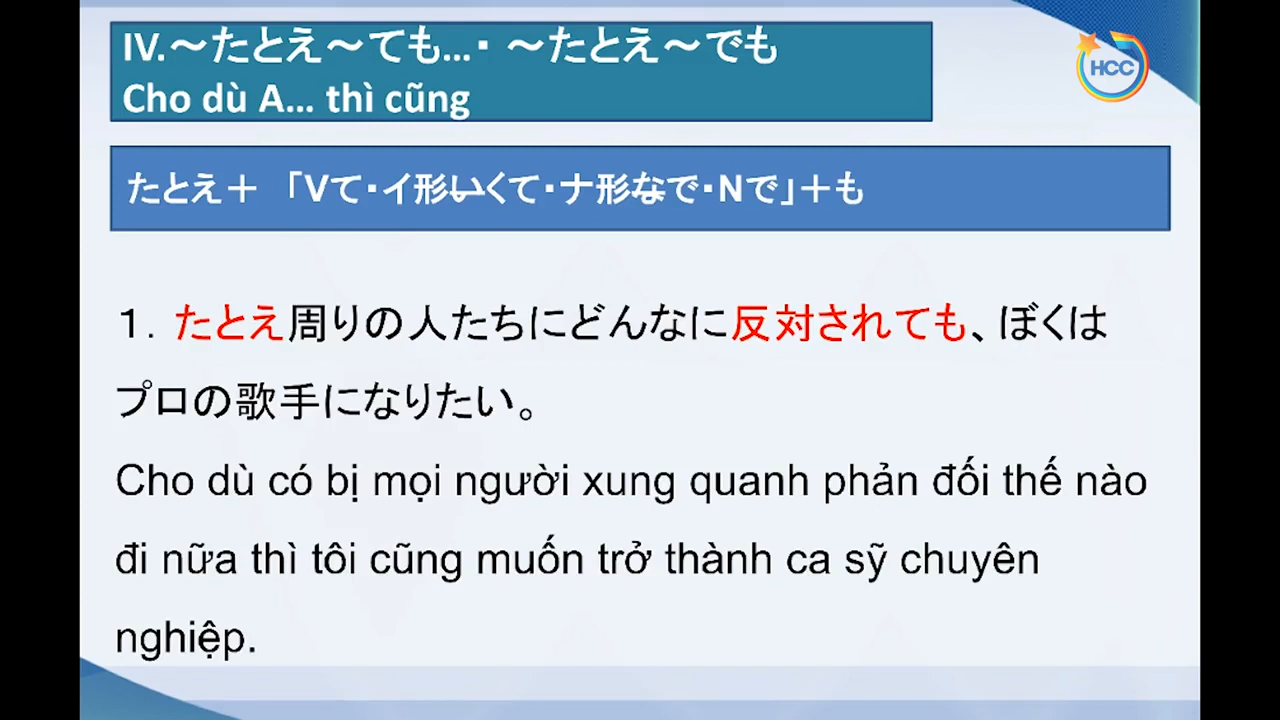 IV.～たとえ～ても…・ ～たとえ～でも
Cho dù A… thì cũng
HCC
たとえ＋ 「Vて・イ形いくて・ナ形なで・Nで」＋も
1. たとえ周りの人たちにどんなに反対されても、ぼくは
プロの歌手になりたい。
Cho dù có bị mọi người xung quanh phản đối thế nào
đi nữa thì tôi cũng muốn trở thành ca sỹ chuyên
nghiệp.